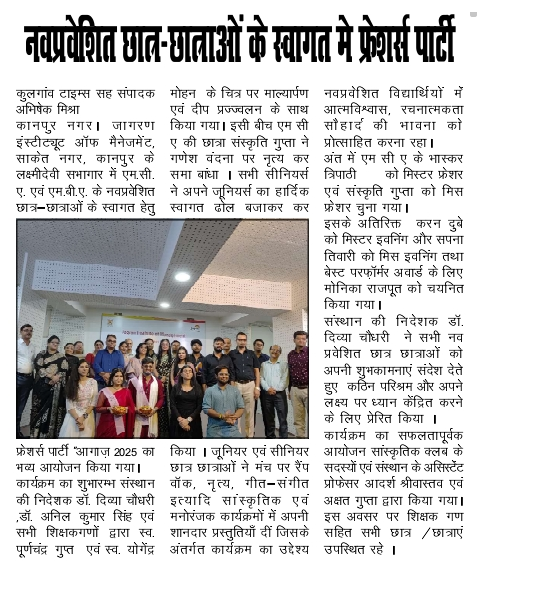 नवप्रवेशित छात्र-छात्राओं के स्वागत मे फ्रेशर्स पार्टी
कुलगांव टाइम्स सह संपादक
अभिषेक मिश्रा
कानपुर नगर। जागरण
इंस्टीट्यूट ऑफ मैनेजमेंट,
साकेत नगर, कानपुर के
लक्ष्मीदेवी सभागार में एम.सी.
ए. एवं एम.बी.ए. के नवप्रवेशित
छात्र–छात्राओं के स्वागत हेतु
फ्रेशर्स पार्टी "आगाज़ 2025 का
भव्य आयोजन किया गया।
कार्यक्रम का शुभारम्भ संस्थान
की निदेशक डॉ. दिव्या चौधरी
,डॉ. अनिल कुमार सिंह एवं
सभी शिक्षकगणों द्वारा स्व.
पूर्णचंद्र गुप्त एवं स्व. योगेंद्र
मोहन के चित्र पर माल्यार्पण
एवं दीप प्रज्ज्वलन के साथ
किया गया। इसी बीच एम सी
ए की छात्रा संस्कृति गुप्ता ने
गणेश वंदना पर नृत्य कर
समा बांधा । सभी सीनियर्स
ने अपने जूनियर्स का हार्दिक
स्वागत ढोल बजाकर कर
किया । जूनियर एवं सीनियर
छात्र छात्राओं ने मंच पर रैंप
वॉक, नृत्य, गीत–संगीत
इत्यादि सांस्कृतिक एवं
मनोरंजक कार्यक्रमों में अपनी
शानदार प्रस्तुतियाँ दीं जिसके
अंतर्गत कार्यक्रम का उद्देश्य
नवप्रवेशित विद्यार्थियों में
आत्मविश्वास, रचनात्मकता
सौहार्द की भावना को
प्रोत्साहित करना रहा।
अंत में एम सी ए के भास्कर
त्रिपाठी को मिस्टर फ्रेशर
एवं संस्कृति गुप्ता को मिस
फ्रेशर चुना गया।
इसके अतिरिक्त करन दुबे
को मिस्टर इवनिंग और सपना
तिवारी को मिस इवनिंग तथा
बेस्ट परफ़ॉर्मर अवार्ड के लिए
मोनिका राजपूत को चयनित
किया गया।
संस्थान की निदेशक डॉ.
दिव्या चौधरी ने सभी नव
प्रवेशित छात्र छात्राओं को
अपनी शुभकामनाएं संदेश देते
हुए कठिन परिश्रम और अपने
लक्ष्य पर ध्यान केंद्रित करने
के लिए प्रेरित किया ।
कार्यक्रम का सफलतापूर्वक
आयोजन सांस्कृतिक क्लब के
सदस्यों एवं संस्थान के असिस्टेंट
प्रोफेसर आदर्श श्रीवास्तव एवं
अक्षत गुप्ता द्वारा किया गया।
इस अवसर पर शिक्षक गण
सहित सभी छात्र /छात्राएं
उपस्थित रहे ।